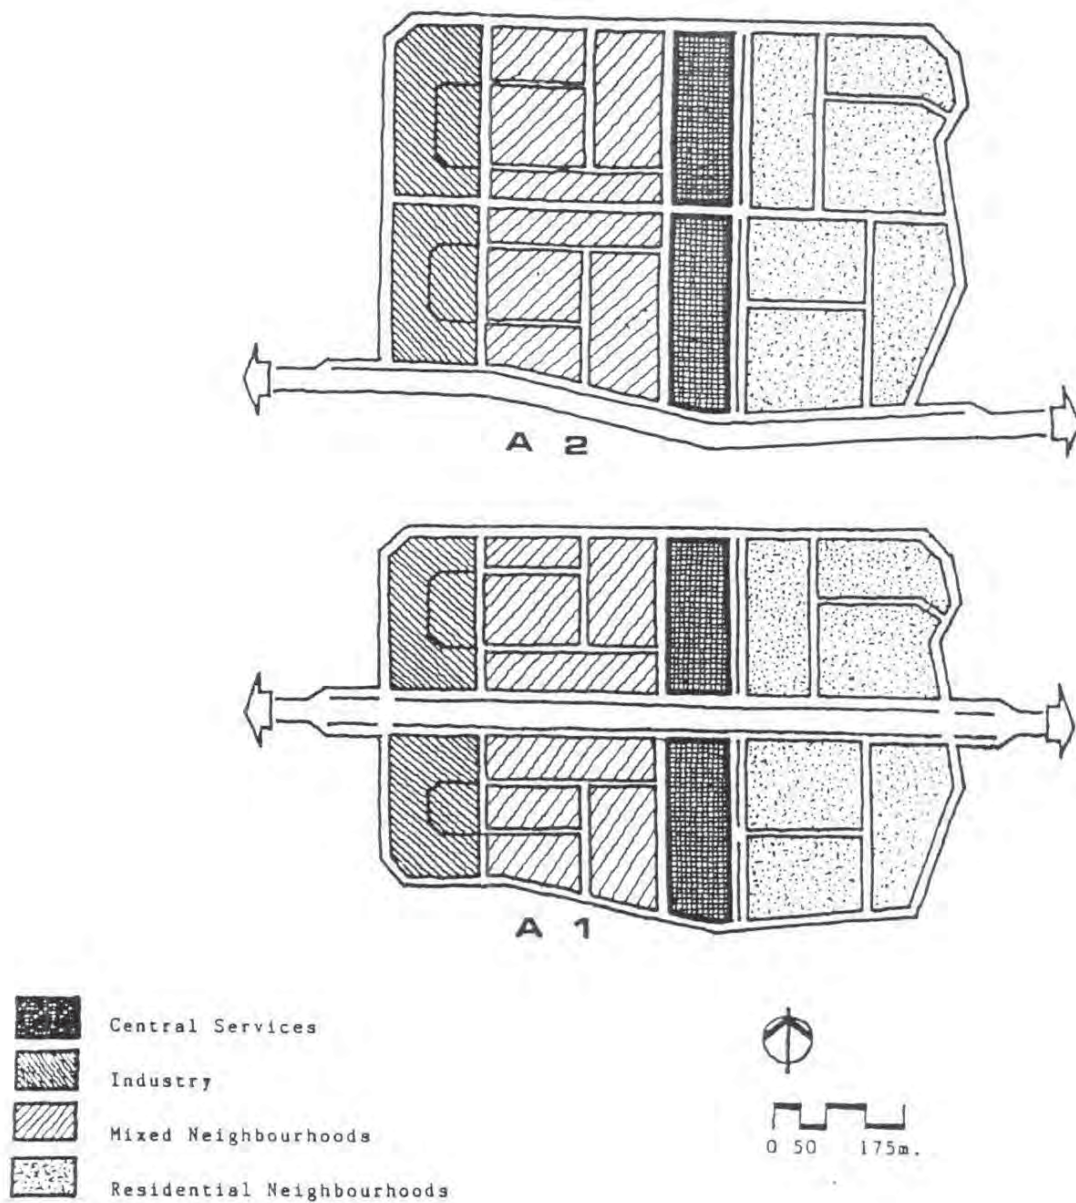 A 2
A 1
Central Services
Industry
Mixed Neighbourhoods
Residential Neighbourhoods
0 50 175m.